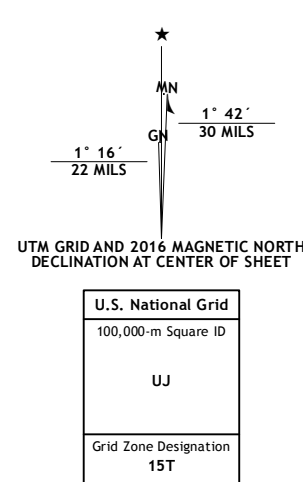 ★
MN
1° 42´
GN
30 MILS
1° 16´
22 MILS
UTM GRID AND 2016 MAGNETIC NORTH
DECLINATION AT CENTER OF SHEET
U.S. National Grid
100,000-m Square ID
UJ
Grid Zone Designation
15T